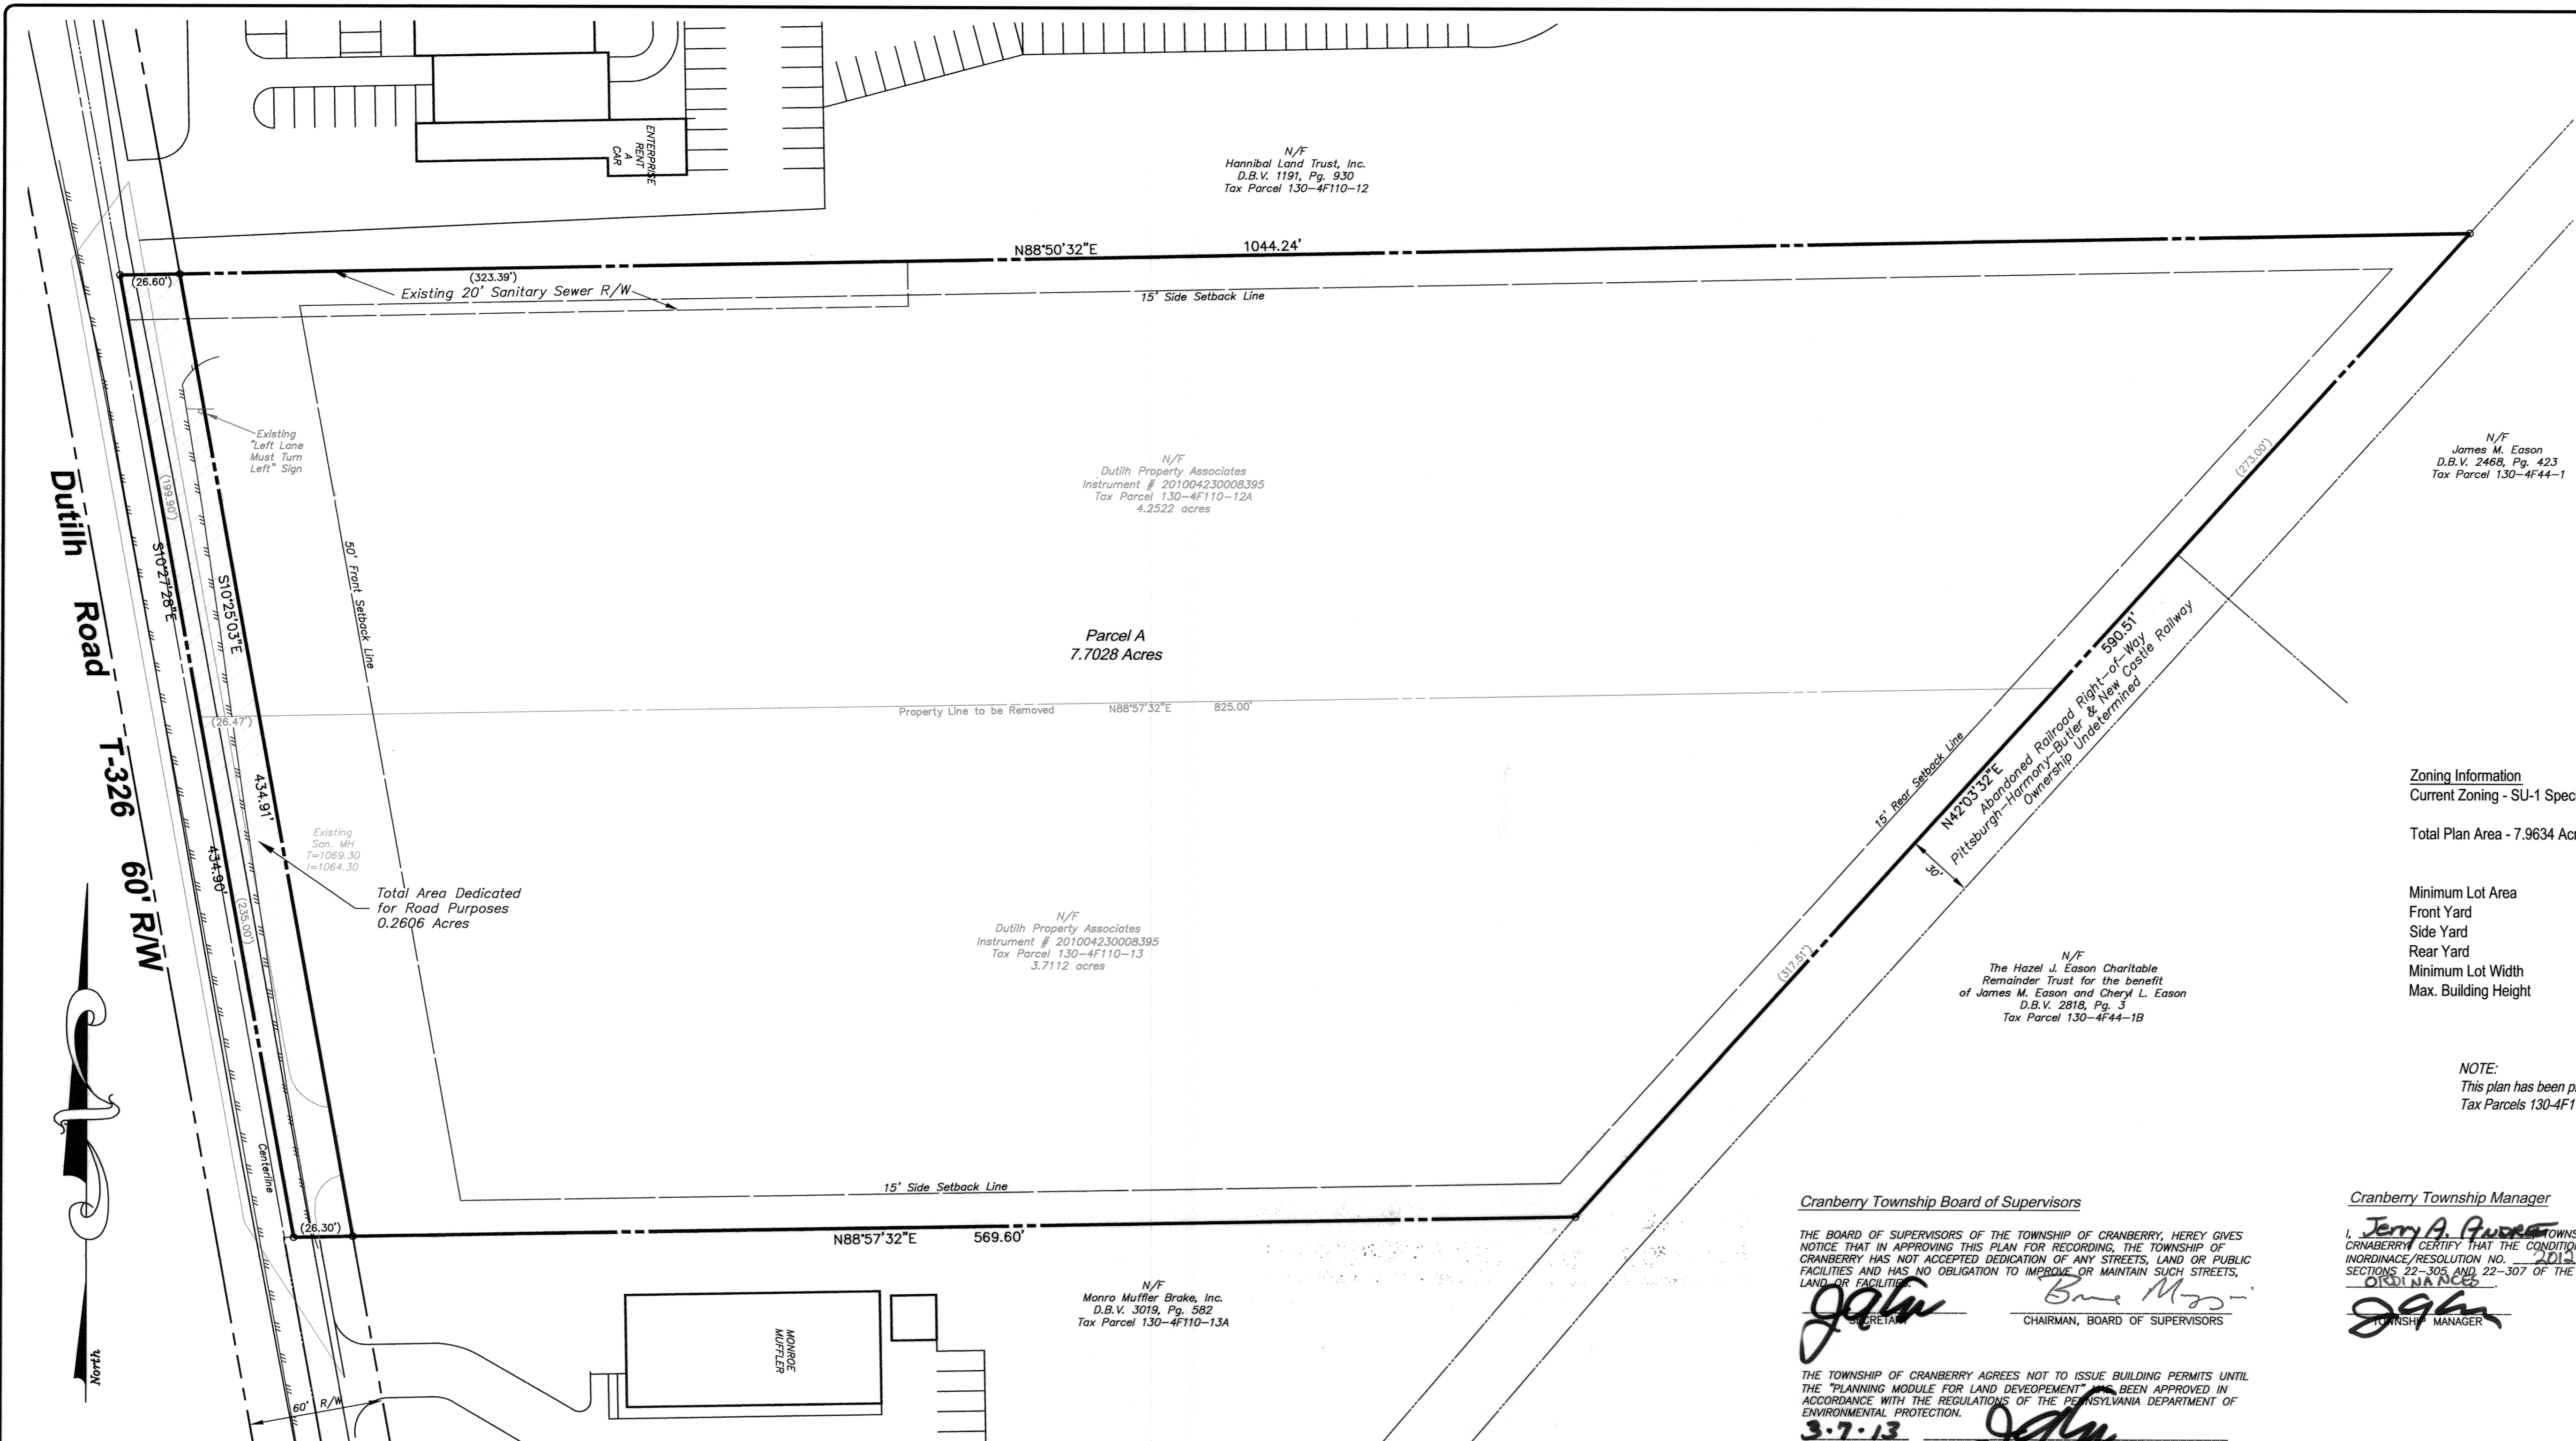 ENTERPRISE
RENT
A
CAR
N/F
Hannibal Land Trust, Inc.
D.B.V. 1191, Pg. 930
Tax Parcel 130-4F110-12
N88°50'32"E 1044.24'
(26.60')
(323.39')
Existing 20' Sanitary Sewer R/W
15' Side Setback Line
Existing
"Left Lane
Must Turn
Left" Sign
N/F
Dutilh Property Associates
Instrument # 201004230008395
Tax Parcel 130-4F110-12A
4.2522 acres
N/F
James M. Eason
D.B.V. 2468, Pg. 423
Tax Parcel 130-4F44-1
(273.00')
(199.90')
S10°27'28"E
S10°25'03"E
50' Front Setback Line
Dutilh Road T-326 60' R/W
Parcel A
7.7028 Acres
Property Line to be Removed N88°57'32"E 825.00'
(26.47')
434.91'
434.90'
(235.00')
Existing
San. MH
T=1069.30
I=1064.30
Total Area Dedicated
for Road Purposes
0.2606 Acres
N/F
Dutilh Property Associates
Instrument # 201004230008395
Tax Parcel 130-4F110-13
3.7112 acres
15' Rear Setback Line
N42°03'32"E 590.51'
Abandoned Railroad Right-of-Way
Pittsburgh-Harmony-Butler & New Castle Railway
Ownership Undetermined
30'
(317.51')
N/F
The Hazel J. Eason Charitable
Remainder Trust for the benefit
of James M. Eason and Cheryl L. Eason
D.B.V. 2818, Pg. 3
Tax Parcel 130-4F44-1B
Zoning Information
Current Zoning - SU-1 Spec
Total Plan Area - 7.9634 Acr
Minimum Lot Area
Front Yard
Side Yard
Rear Yard
Minimum Lot Width
Max. Building Height
NOTE:
This plan has been p
Tax Parcels 130-4F1
Centerline
15' Side Setback Line
(26.30')
N88°57'32"E 569.60'
N/F
Monro Muffler Brake, Inc.
D.B.V. 3019, Pg. 582
Tax Parcel 130-4F110-13A
MONROE
MUFFLER
60' R/W
North
Cranberry Township Board of Supervisors
THE BOARD OF SUPERVISORS OF THE TOWNSHIP OF CRANBERRY, HEREY GIVES
NOTICE THAT IN APPROVING THIS PLAN FOR RECORDING, THE TOWNSHIP OF
CRANBERRY HAS NOT ACCEPTED DEDICATION OF ANY STREETS, LAND OR PUBLIC
FACILITIES AND HAS NO OBLIGATION TO IMPROVE OR MAINTAIN SUCH STREETS,
LAND OR FACILITIES.
SECRETARY
CHAIRMAN, BOARD OF SUPERVISORS
THE TOWNSHIP OF CRANBERRY AGREES NOT TO ISSUE BUILDING PERMITS UNTIL
THE "PLANNING MODULE FOR LAND DEVEOPEMENT" HAS BEEN APPROVED IN
ACCORDANCE WITH THE REGULATIONS OF THE PENNSYLVANIA DEPARTMENT OF
ENVIRONMENTAL PROTECTION.
3.7.13
Cranberry Township Manager
I, Jerry A. ANDREE TOWNS
CRNABERRY, CERTIFY THAT THE CONDITION
INORDINACE/RESOLUTION NO. 2012
SECTIONS 22-305 AND 22-307 OF THE
ORDINANCES.
TOWNSHIP MANAGER